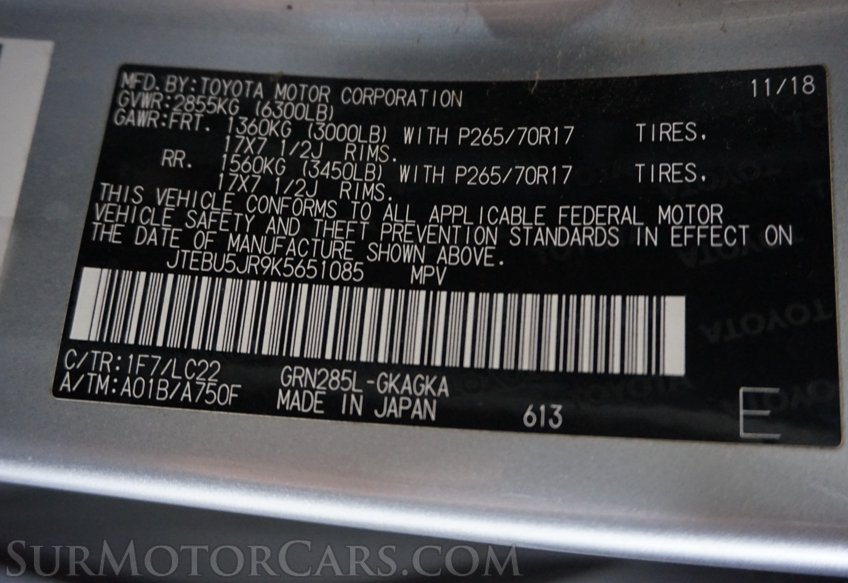 MFD. BY: TOYOTA MOTOR CORPORATION 11/18
GVWR: 2855KG (6300LB)
GAWR: FRT. 1360KG (3000LB) WITH P265/70R17 TIRES.
17X7 1/2J RIMS.
RR. 1560KG (3450LB) WITH P265/70R17 TIRES.
17X7 1/2J RIMS.
THIS VEHICLE CONFORMS TO ALL APPLICABLE FEDERAL MOTOR
VEHICLE SAFETY AND THEFT PREVENTION STANDARDS IN EFFECT ON
THE DATE OF MANUFACTURE SHOWN ABOVE.
JTEBU5JR9K5651085 MPV
C/TR: 1F7/LC22 GRN285L-GKAGKA
A/TM: A01B/A750F MADE IN JAPAN 613 E
TOYOTA
SURMOTORCARS.COM